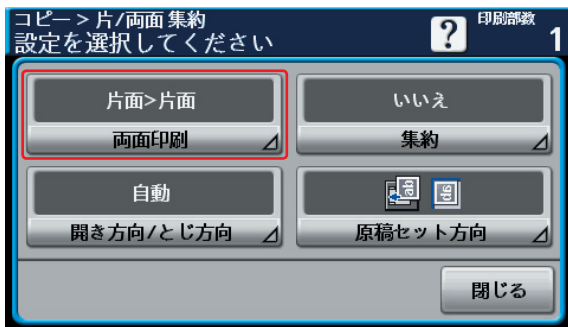 コピー > 片/両面 集約
設定を選択してください
?
印刷部数
1
片面>片面
両面印刷
いいえ
集約
自動
開き方向/とじ方向
原稿セット方向
閉じる